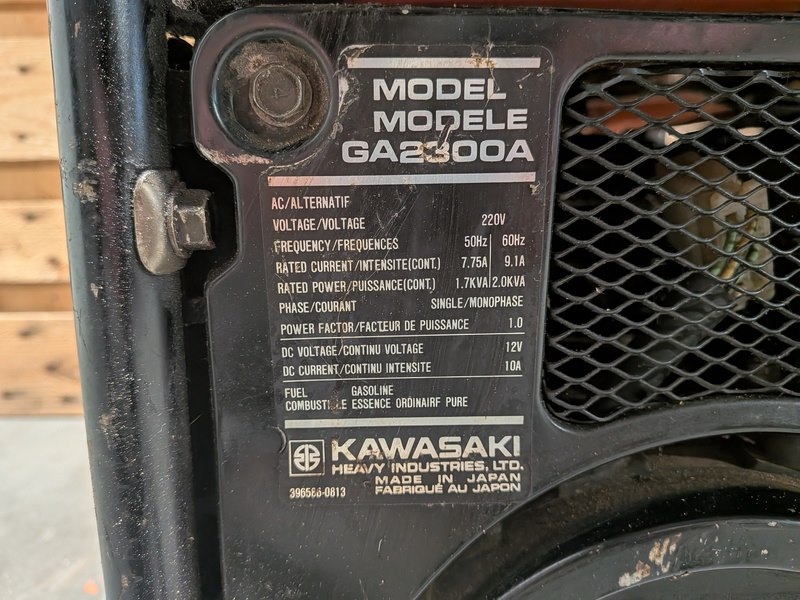 MODEL
MODELE
GA2300A
AC/ALTERNATIF
VOLTAGE/VOLTAGE 220V
FREQUENCY/FREQUENCES 50Hz 60Hz
RATED CURRENT/INTENSITE(CONT.) 7.75A 9.1A
RATED POWER/PUISSANCE(CONT.) 1.7KVA 2.0KVA
PHASE/COURANT SINGLE/MONOPHASE
POWER FACTOR/FACTEUR DE PUISSANCE 1.0
DC VOLTAGE/CONTINU VOLTAGE 12V
DC CURRENT/CONTINU INTENSITE 10A
FUEL GASOLINE
COMBUSTIBLE ESSENCE ORDINAIRF PURE
KAWASAKI
HEAVY INDUSTRIES, LTD.
MADE IN JAPAN
396586-0813 FABRIQUÉ AU JAPON